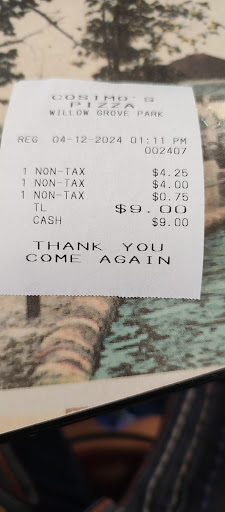 COSIMO'S
PIZZA
WILLOW GROVE PARK
REG 04-12-2024 01:11 PM
002407
1 NON-TAX $4.25
1 NON-TAX $4.00
1 NON-TAX $0.75
TL $9.00
CASH $9.00
THANK YOU
COME AGAIN